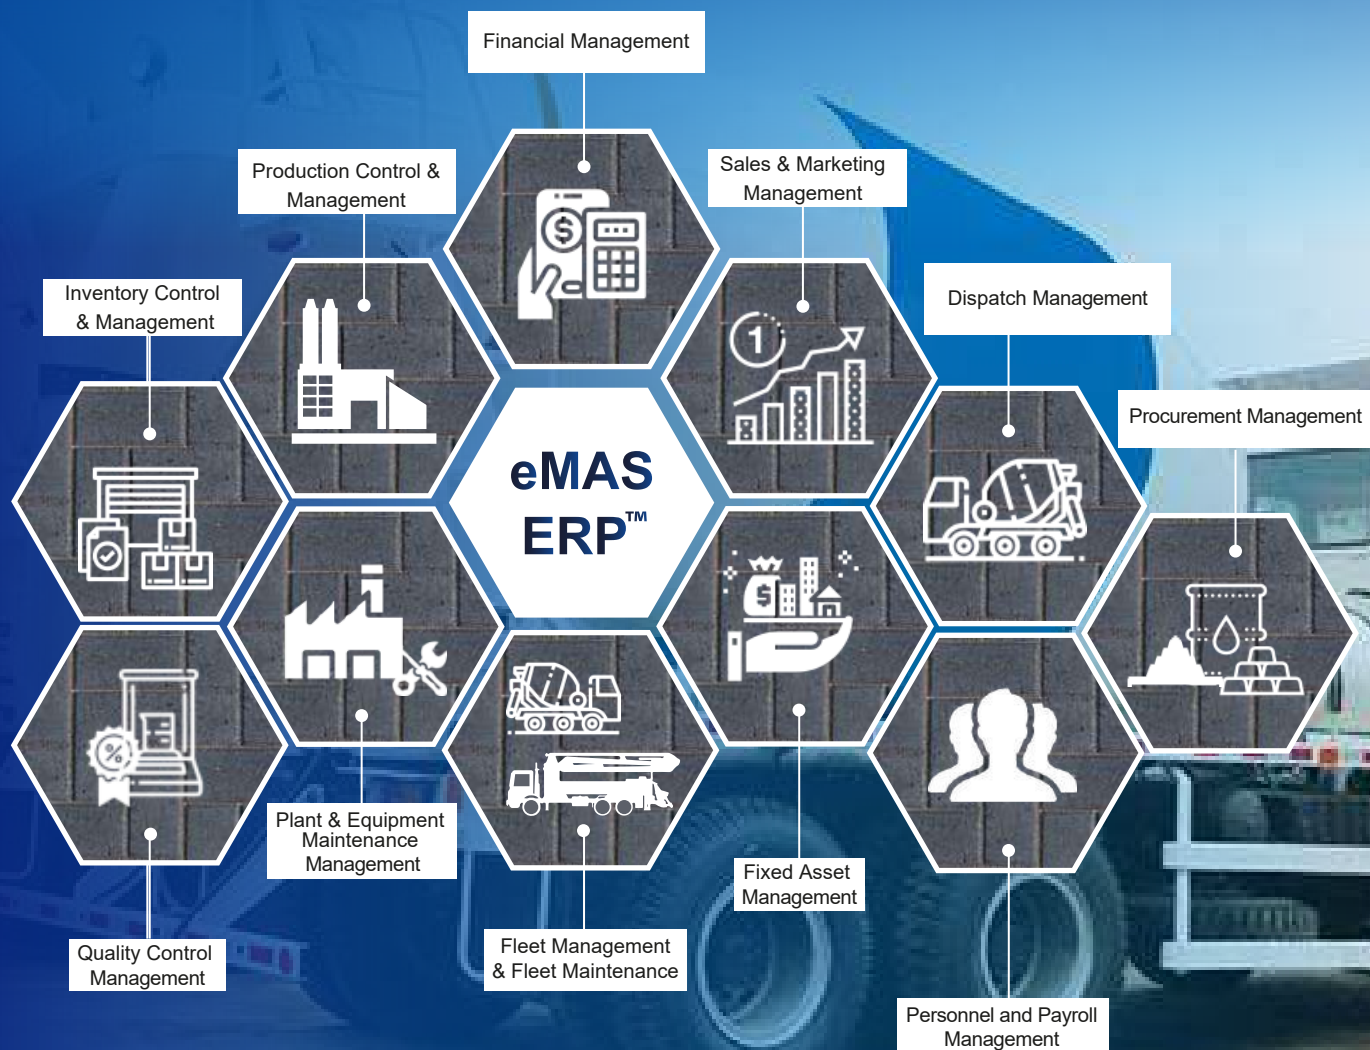 Financial Management
Production Control &
Management
Sales & Marketing
Management
Inventory Control
& Management
Dispatch Management
Procurement Management
$
1
eMAS
ERP™
$
%
Plant & Equipment
Maintenance
Management
Fixed Asset
Management
Quality Control
Management
Fleet Management
& Fleet Maintenance
Personnel and Payroll
Management